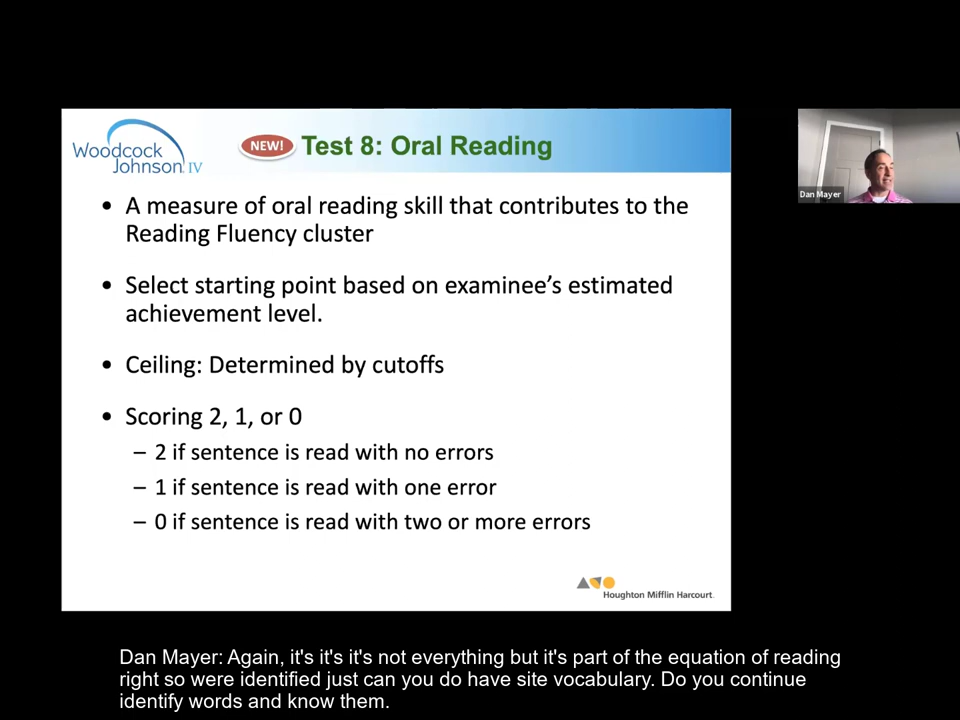 Woodcock
Johnson IV
NEW! Test 8: Oral Reading
• A measure of oral reading skill that contributes to the
Reading Fluency cluster
• Select starting point based on examinee’s estimated
achievement level.
• Ceiling: Determined by cutoffs
• Scoring 2, 1, or 0
– 2 if sentence is read with no errors
– 1 if sentence is read with one error
– 0 if sentence is read with two or more errors
Houghton Mifflin Harcourt.
Dan Mayer
Dan Mayer: Again, it's it's it's not everything but it's part of the equation of reading
right so were identified just can you do have site vocabulary. Do you continue
identify words and know them.